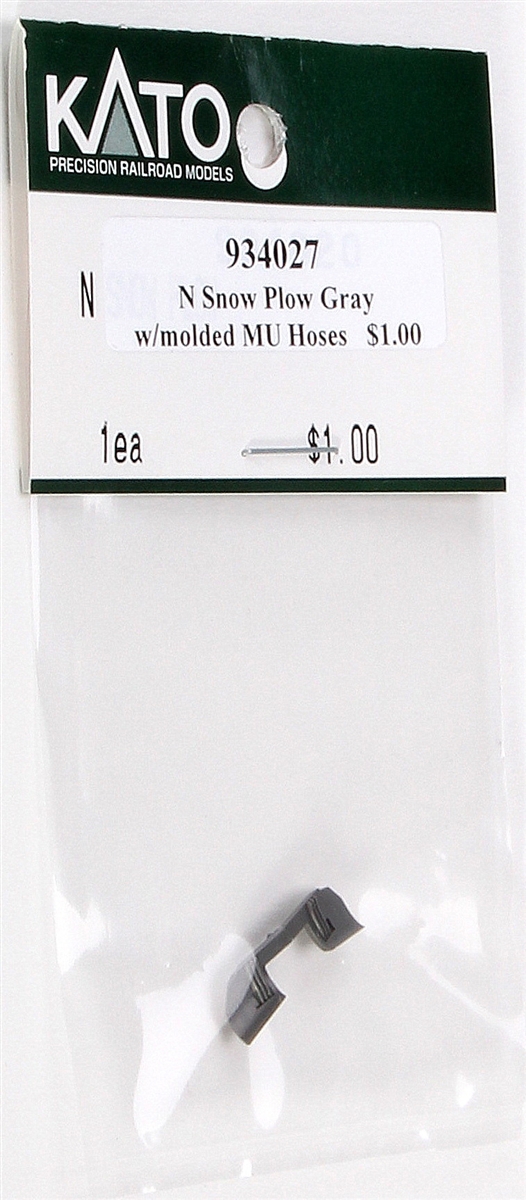 KATO
PRECISION RAILROAD MODELS
934027
N
N Snow Plow Gray
w/molded MU Hoses $1.00
1ea $1.00